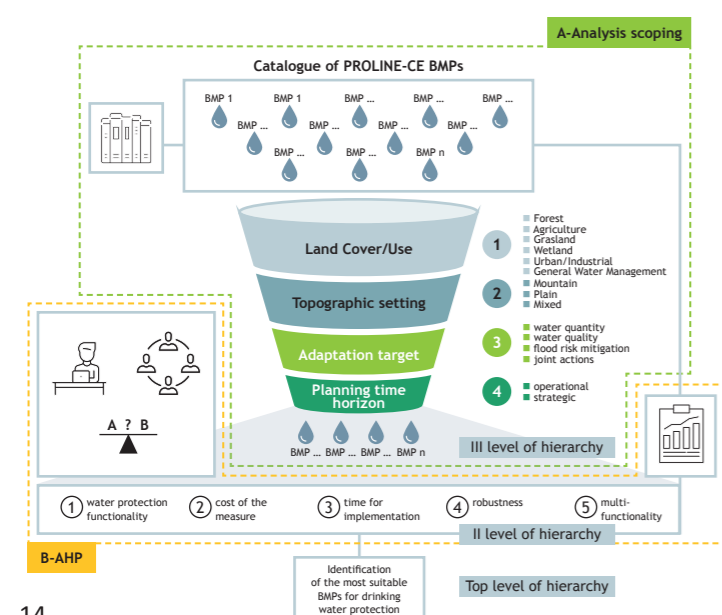 A-Analysis scoping
Catalogue of PROLINE-CE BMPs
BMP 1
BMP 1
BMP ...
BMP ...
BMP ...
BMP ...
BMP ...
BMP ...
BMP ...
BMP ...
BMP ...
BMP n
Land Cover/Use
1
Forest
Agriculture
Grasland
Wetland
Urban/Industrial
General Water Management
Topographic setting
2
Mountain
Plain
Mixed
Adaptation target
3
water quantity
water quality
flood risk mitigation
joint actions
Planning time
horizon
4
operational
strategic
A ? B
BMP ...
BMP ...
BMP ...
BMP n
III level of hierarchy
1 water protection
functionality
2 cost of the
measure
3 time for
implementation
4 robustness
5 multi-
functionality
II level of hierarchy
B-AHP
Identification
of the most suitable
BMPs for drinking
water protection
Top level of hierarchy
14